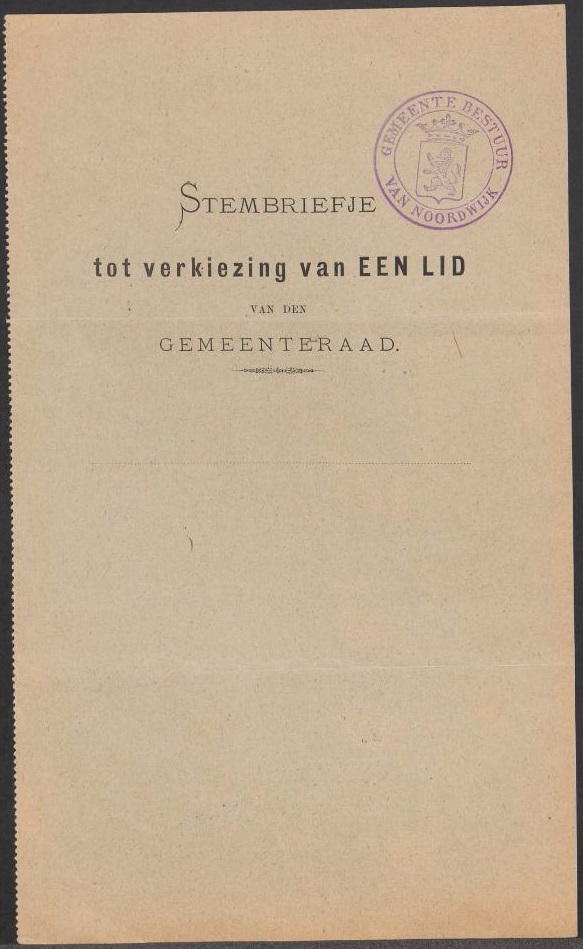 GEMEENTE BESTUUR
VAN NOORDWIJK
STEMBRIEFJE
tot verkiezing van EEN LID
VAN DEN
GEMEENTERAAD.